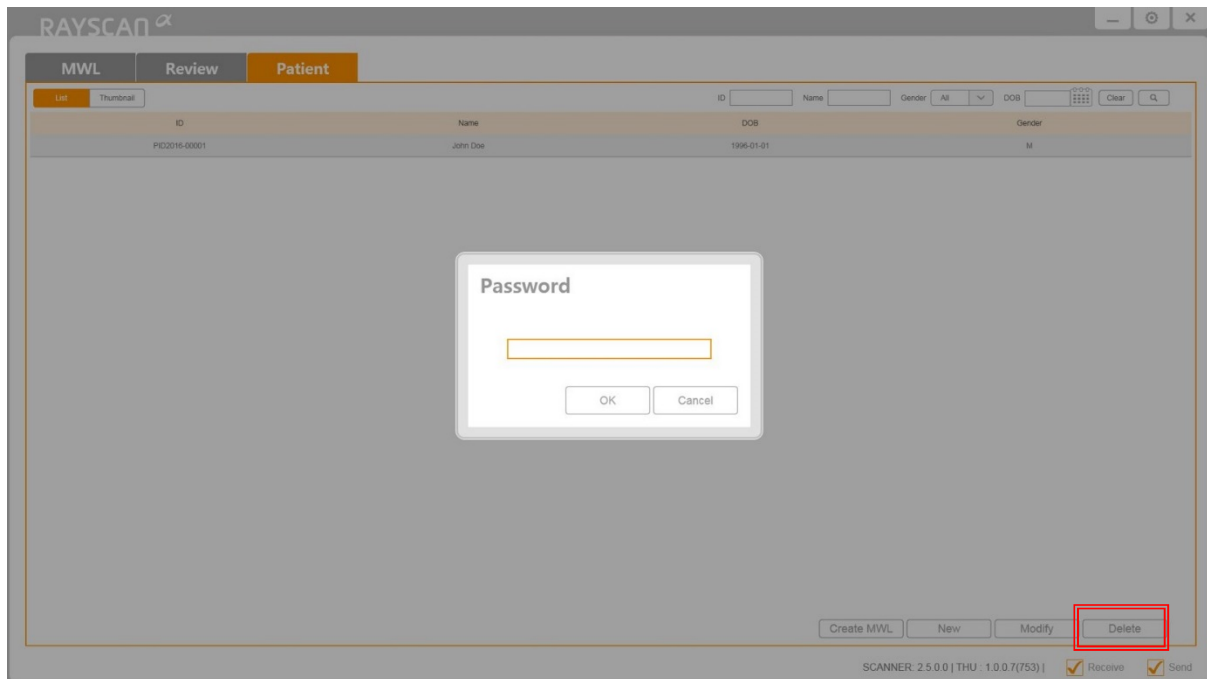 RAYSCAN α
MWL Review Patient
List Thumbnail ID Name Gender All DOB Clear
ID Name DOB Gender
PID2016-00001 John Doe 1996-01-01 M
Password
OK Cancel
Create MWL New Modify Delete
SCANNER: 2.5.0.0 | THU : 1.0.0.7(753) | Receive Send